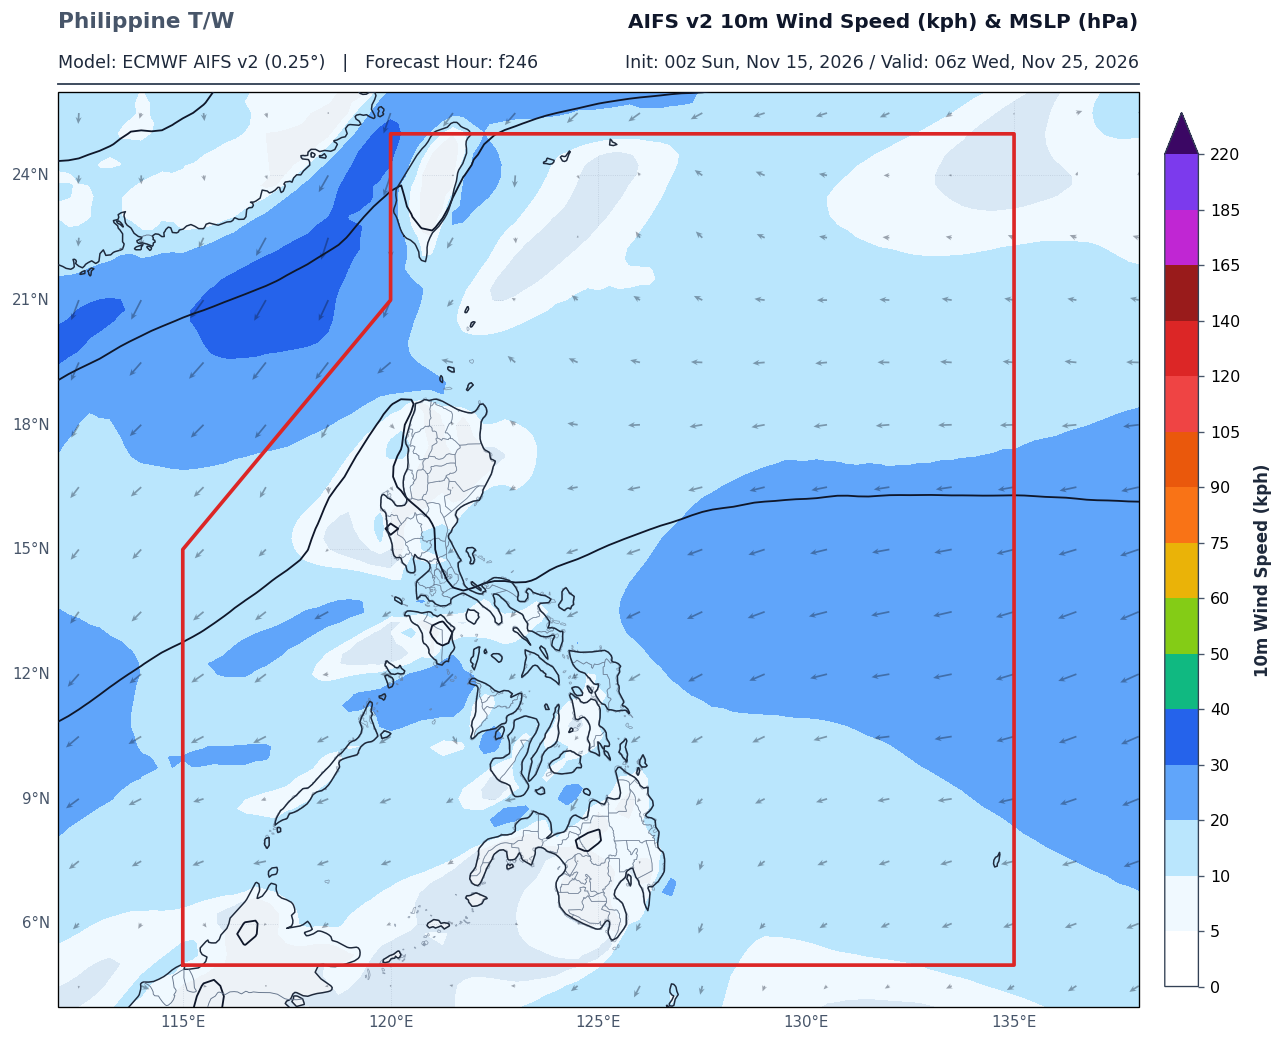 Philippine T/W
AIFS v2 10m Wind Speed (kph) & MSLP (hPa)
Model: ECMWF AIFS v2 (0.25°)   |   Forecast Hour: f246
Init: 00z Sun, Nov 15, 2026 / Valid: 06z Wed, Nov 25, 2026
24°N
21°N
18°N
15°N
12°N
9°N
6°N
115°E
120°E
125°E
130°E
135°E
220
185
165
140
120
105
90
75
60
50
40
30
20
10
5
0
10m Wind Speed (kph)